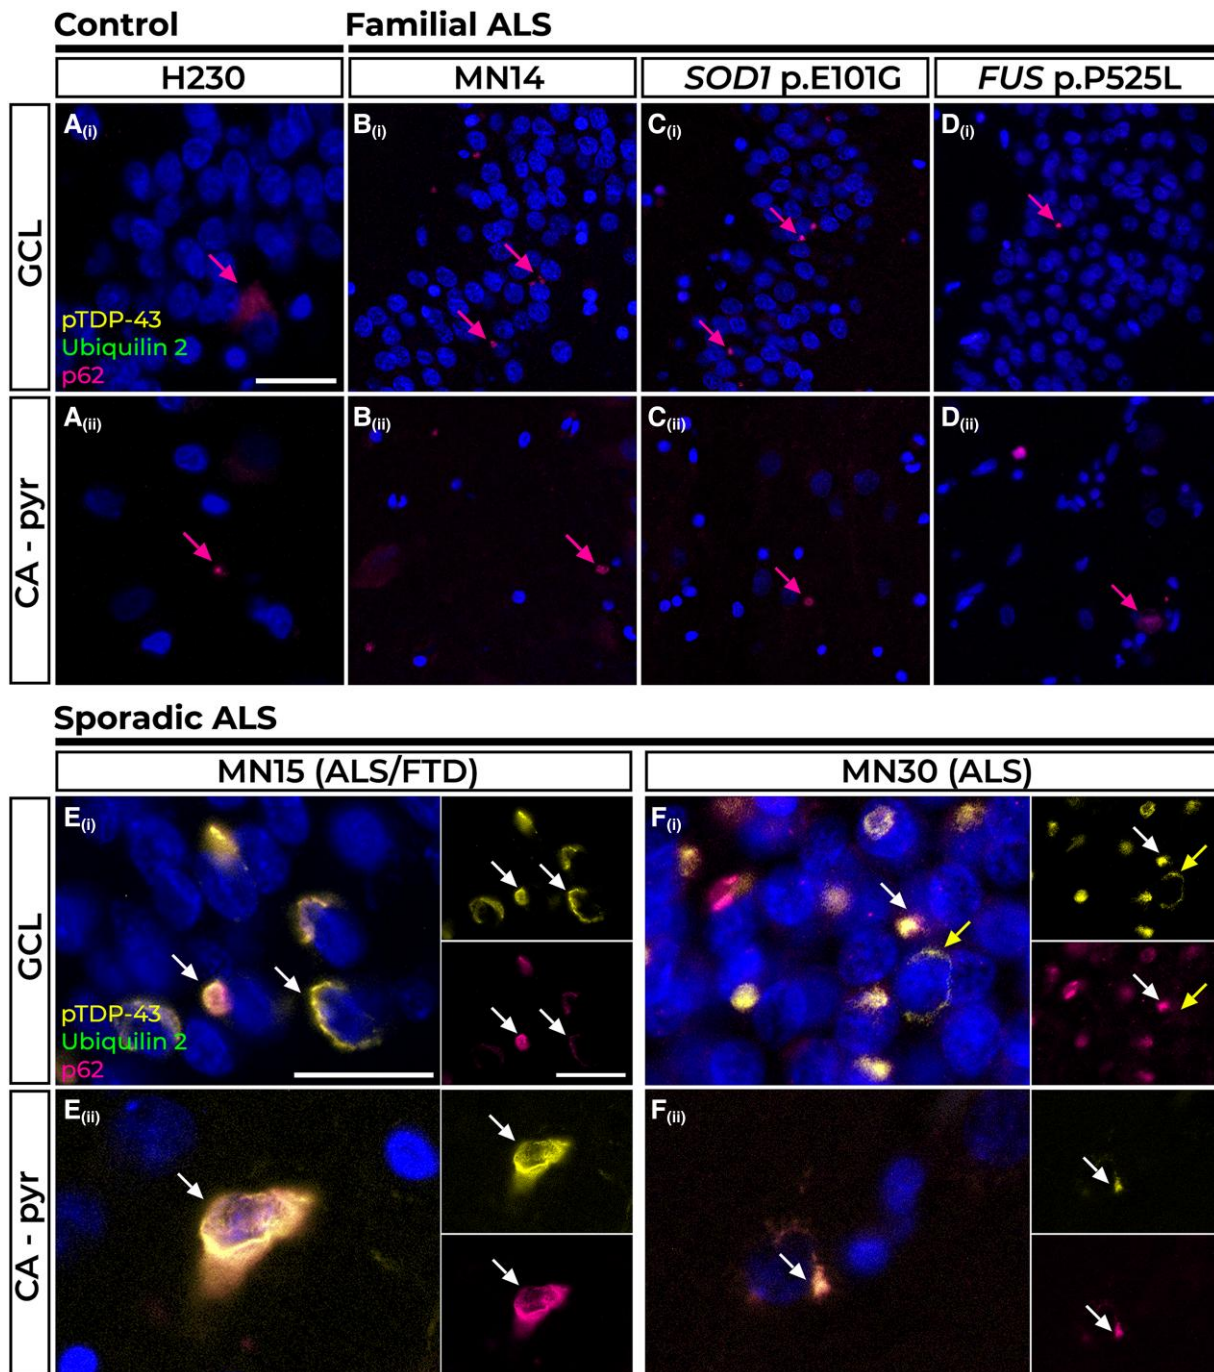 Control Familial ALS
H230 MN14 SOD1 p.E101G FUS p.P525L
GCL
A(i) B(i) C(i) D(i)
pTDP-43
Ubiquilin 2
p62
CA - pyr
A(ii) B(ii) C(ii) D(ii)
Sporadic ALS
MN15 (ALS/FTD) MN30 (ALS)
GCL
E(i) F(i)
pTDP-43
Ubiquilin 2
p62
CA - pyr
E(ii) F(ii)